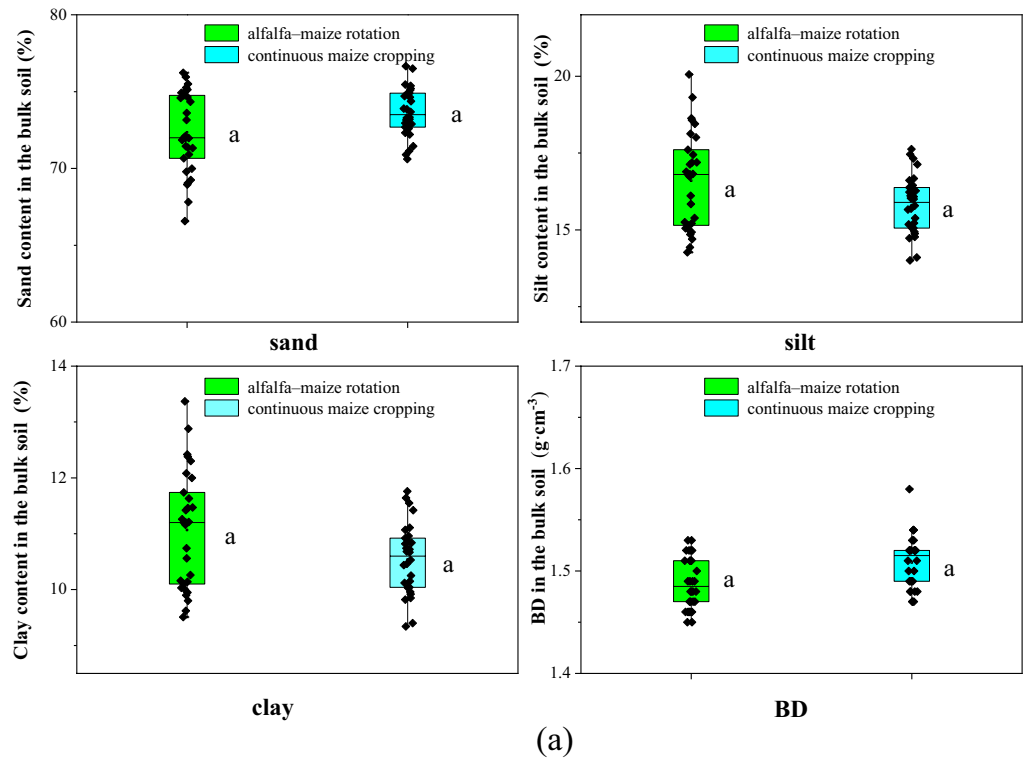 Sand content in the bulk soil (%)
80
70
60
alfalfa–maize rotation
continuous maize cropping
a
a
sand
Silt content in the bulk soil (%)
20
15
alfalfa–maize rotation
continuous maize cropping
a
a
silt
Clay content in the bulk soil (%)
14
12
10
alfalfa–maize rotation
continuous maize cropping
a
a
clay
BD in the bulk soil (g·cm⁻³)
1.7
1.6
1.5
1.4
alfalfa–maize rotation
continuous maize cropping
a
a
BD
(a)